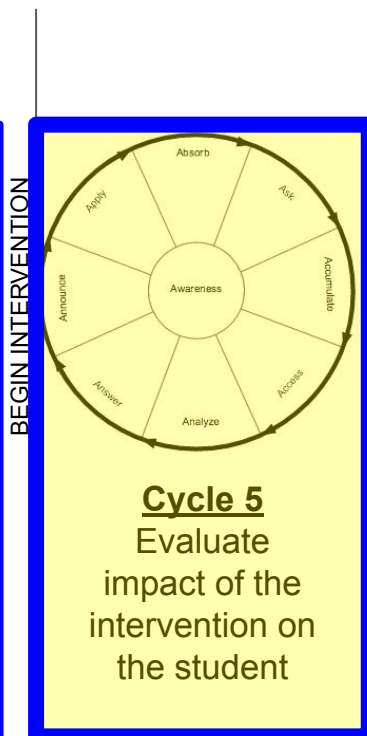 BEGIN INTERVENTION
Absorb
Ask
Accumulate
Access
Analyze
Answer
Announce
Apply
Awareness
Cycle 5
Evaluate
impact of the
intervention on
the student